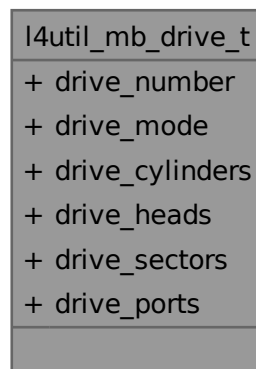 l4util_mb_drive_t
+ drive_number
+ drive_mode
+ drive_cylinders
+ drive_heads
+ drive_sectors
+ drive_ports